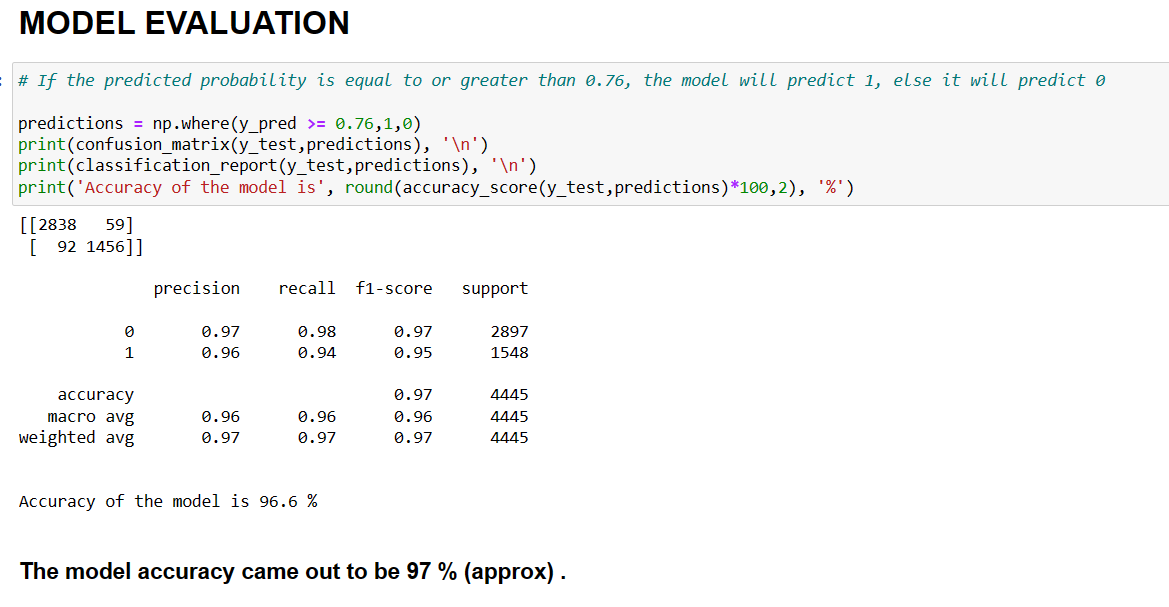 MODEL EVALUATION
# If the predicted probability is equal to or greater than 0.76, the model will predict 1, else it will predict 0
predictions = np.where(y_pred >= 0.76,1,0)
print(confusion_matrix(y_test,predictions), '\n')
print(classification_report(y_test,predictions), '\n')
print('Accuracy of the model is', round(accuracy_score(y_test,predictions)*100,2), '%')
[[2838   59]
 [  92 1456]]
              precision    recall  f1-score   support
           0       0.97      0.98      0.97      2897
           1       0.96      0.94      0.95      1548
    accuracy                           0.97      4445
   macro avg       0.96      0.96      0.96      4445
weighted avg       0.97      0.97      0.97      4445
Accuracy of the model is 96.6 %
The model accuracy came out to be 97 % (approx) .